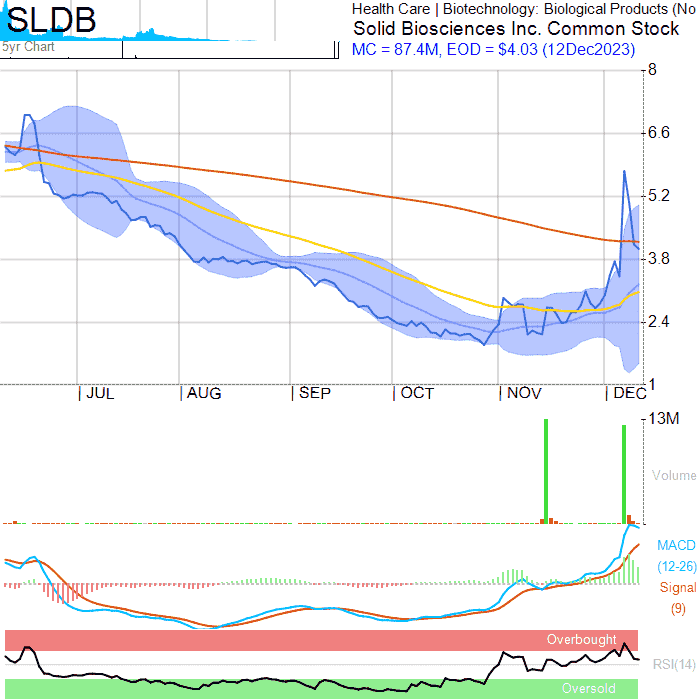 SLDB
Health Care | Biotechnology: Biological Products (No
Solid Biosciences Inc. Common Stock
5yr Chart
MC = 87.4M, EOD = $4.03 (12Dec2023)
8
6.6
5.2
3.8
2.4
1
| JUL | AUG | SEP | OCT | NOV | DEC
13M
Volume
MACD
(12-26)
Signal
(9)
Overbought
RSI(14)
Oversold